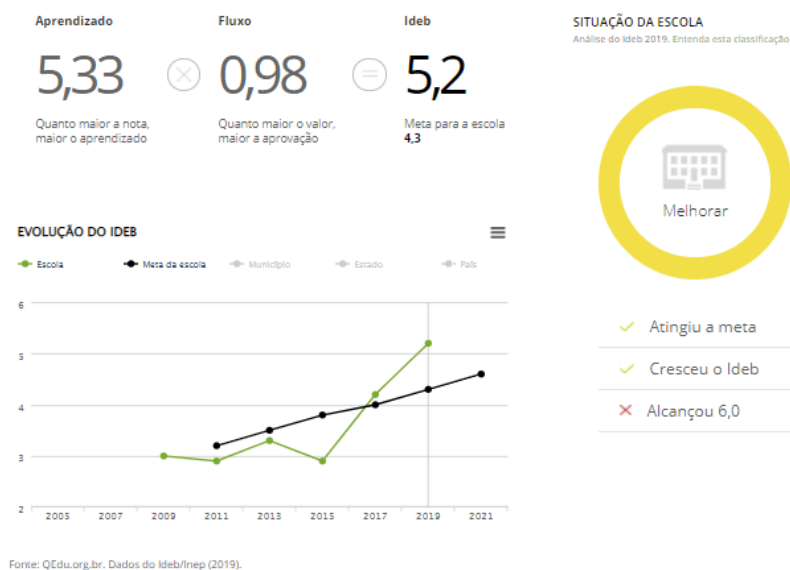 Aprendizado
Fluxo
Ideb
5,33
0,98
5,2
Quanto maior a nota,
maior o aprendizado
Quanto maior o valor,
maior a aprovação
Meta para a escola
4,3
SITUAÇÃO DA ESCOLA
Análise do Ideb 2019. Entenda esta classificação
Melhorar
Atingiu a meta
Cresceu o Ideb
Alcançou 6,0
EVOLUÇÃO DO IDEB
Escola
Meta da escola
Município
Estado
País
6
5
4
3
2
2005 2007 2009 2011 2013 2015 2017 2019 2021
Fonte: QEdu.org.br. Dados do Ideb/Inep (2019).